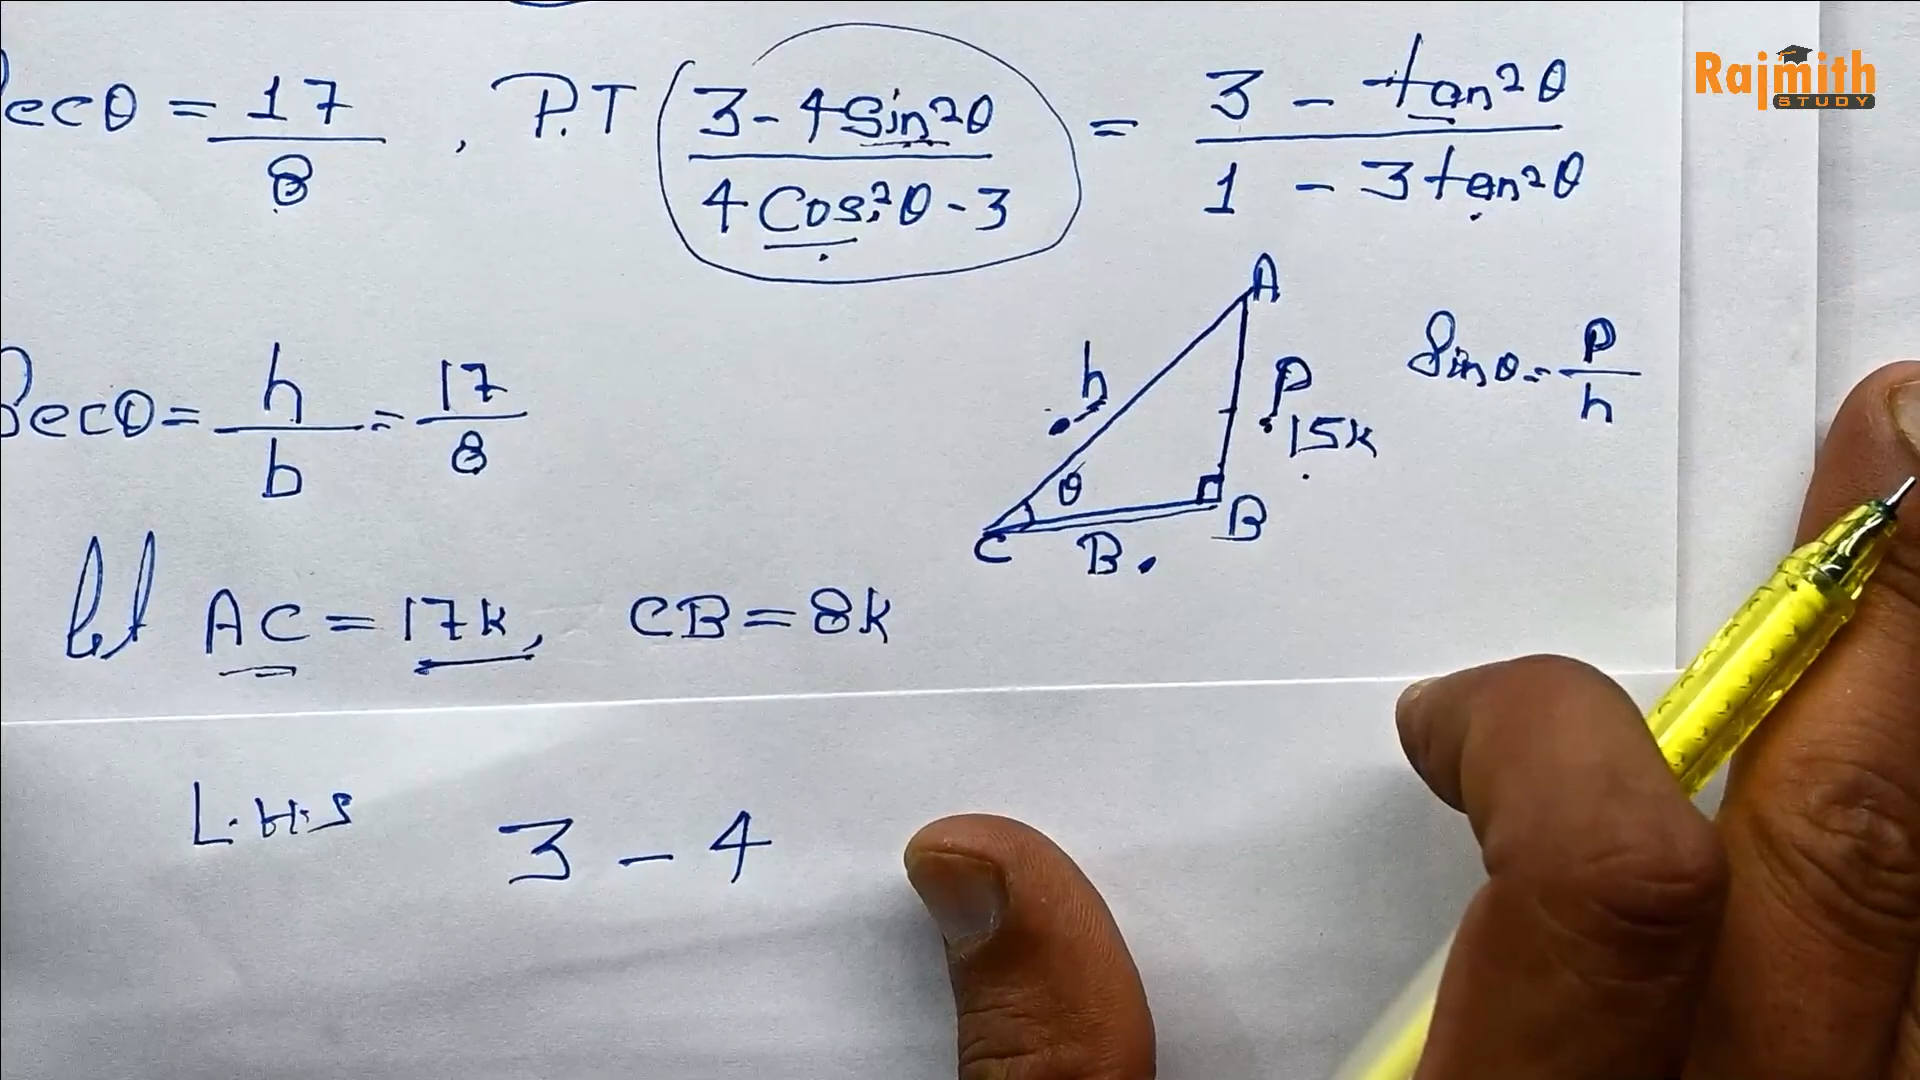 Secθ = 17/8 , P.T (3-4sin²θ)/(4cos²θ-3) = (3 - tan²θ)/(1 - 3tan²θ)
Rajmith
STUDY
Secθ = h/b = 17/8
A
h
P
15k
θ
C
B
B
Sinθ = P/h
let AC = 17k, CB = 8k
L.H.S 3 - 4